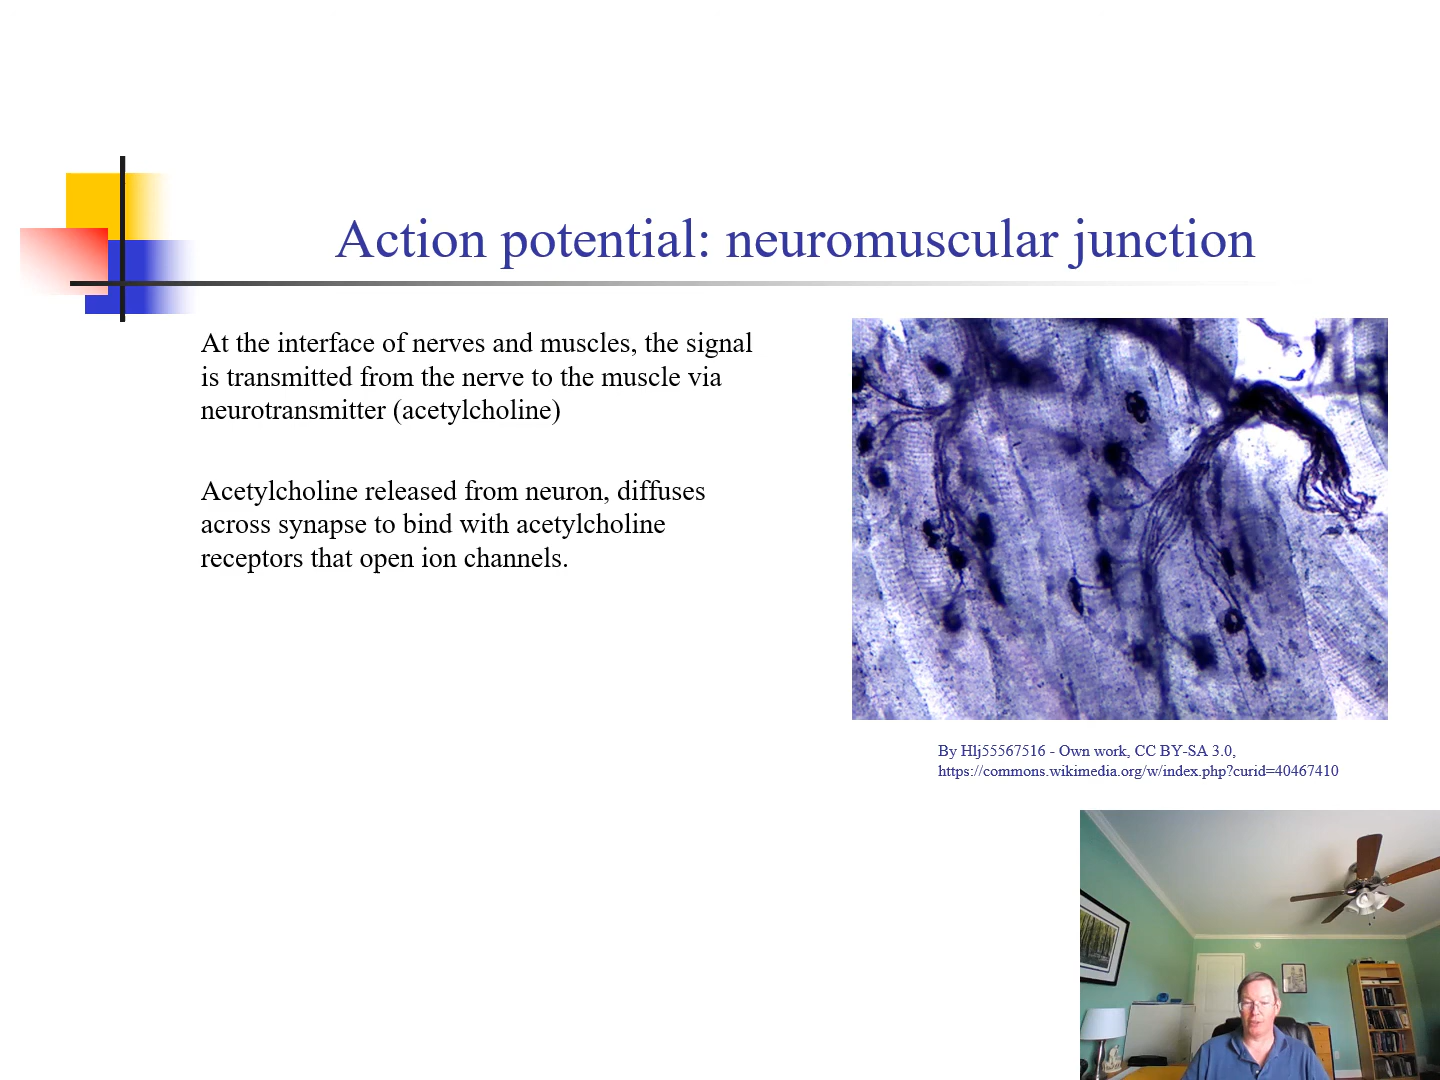 Action potential: neuromuscular junction
At the interface of nerves and muscles, the signal
is transmitted from the nerve to the muscle via
neurotransmitter (acetylcholine)
Acetylcholine released from neuron, diffuses
across synapse to bind with acetylcholine
receptors that open ion channels.
By Hlj55567516 - Own work, CC BY-SA 3.0,
https://commons.wikimedia.org/w/index.php?curid=40467410